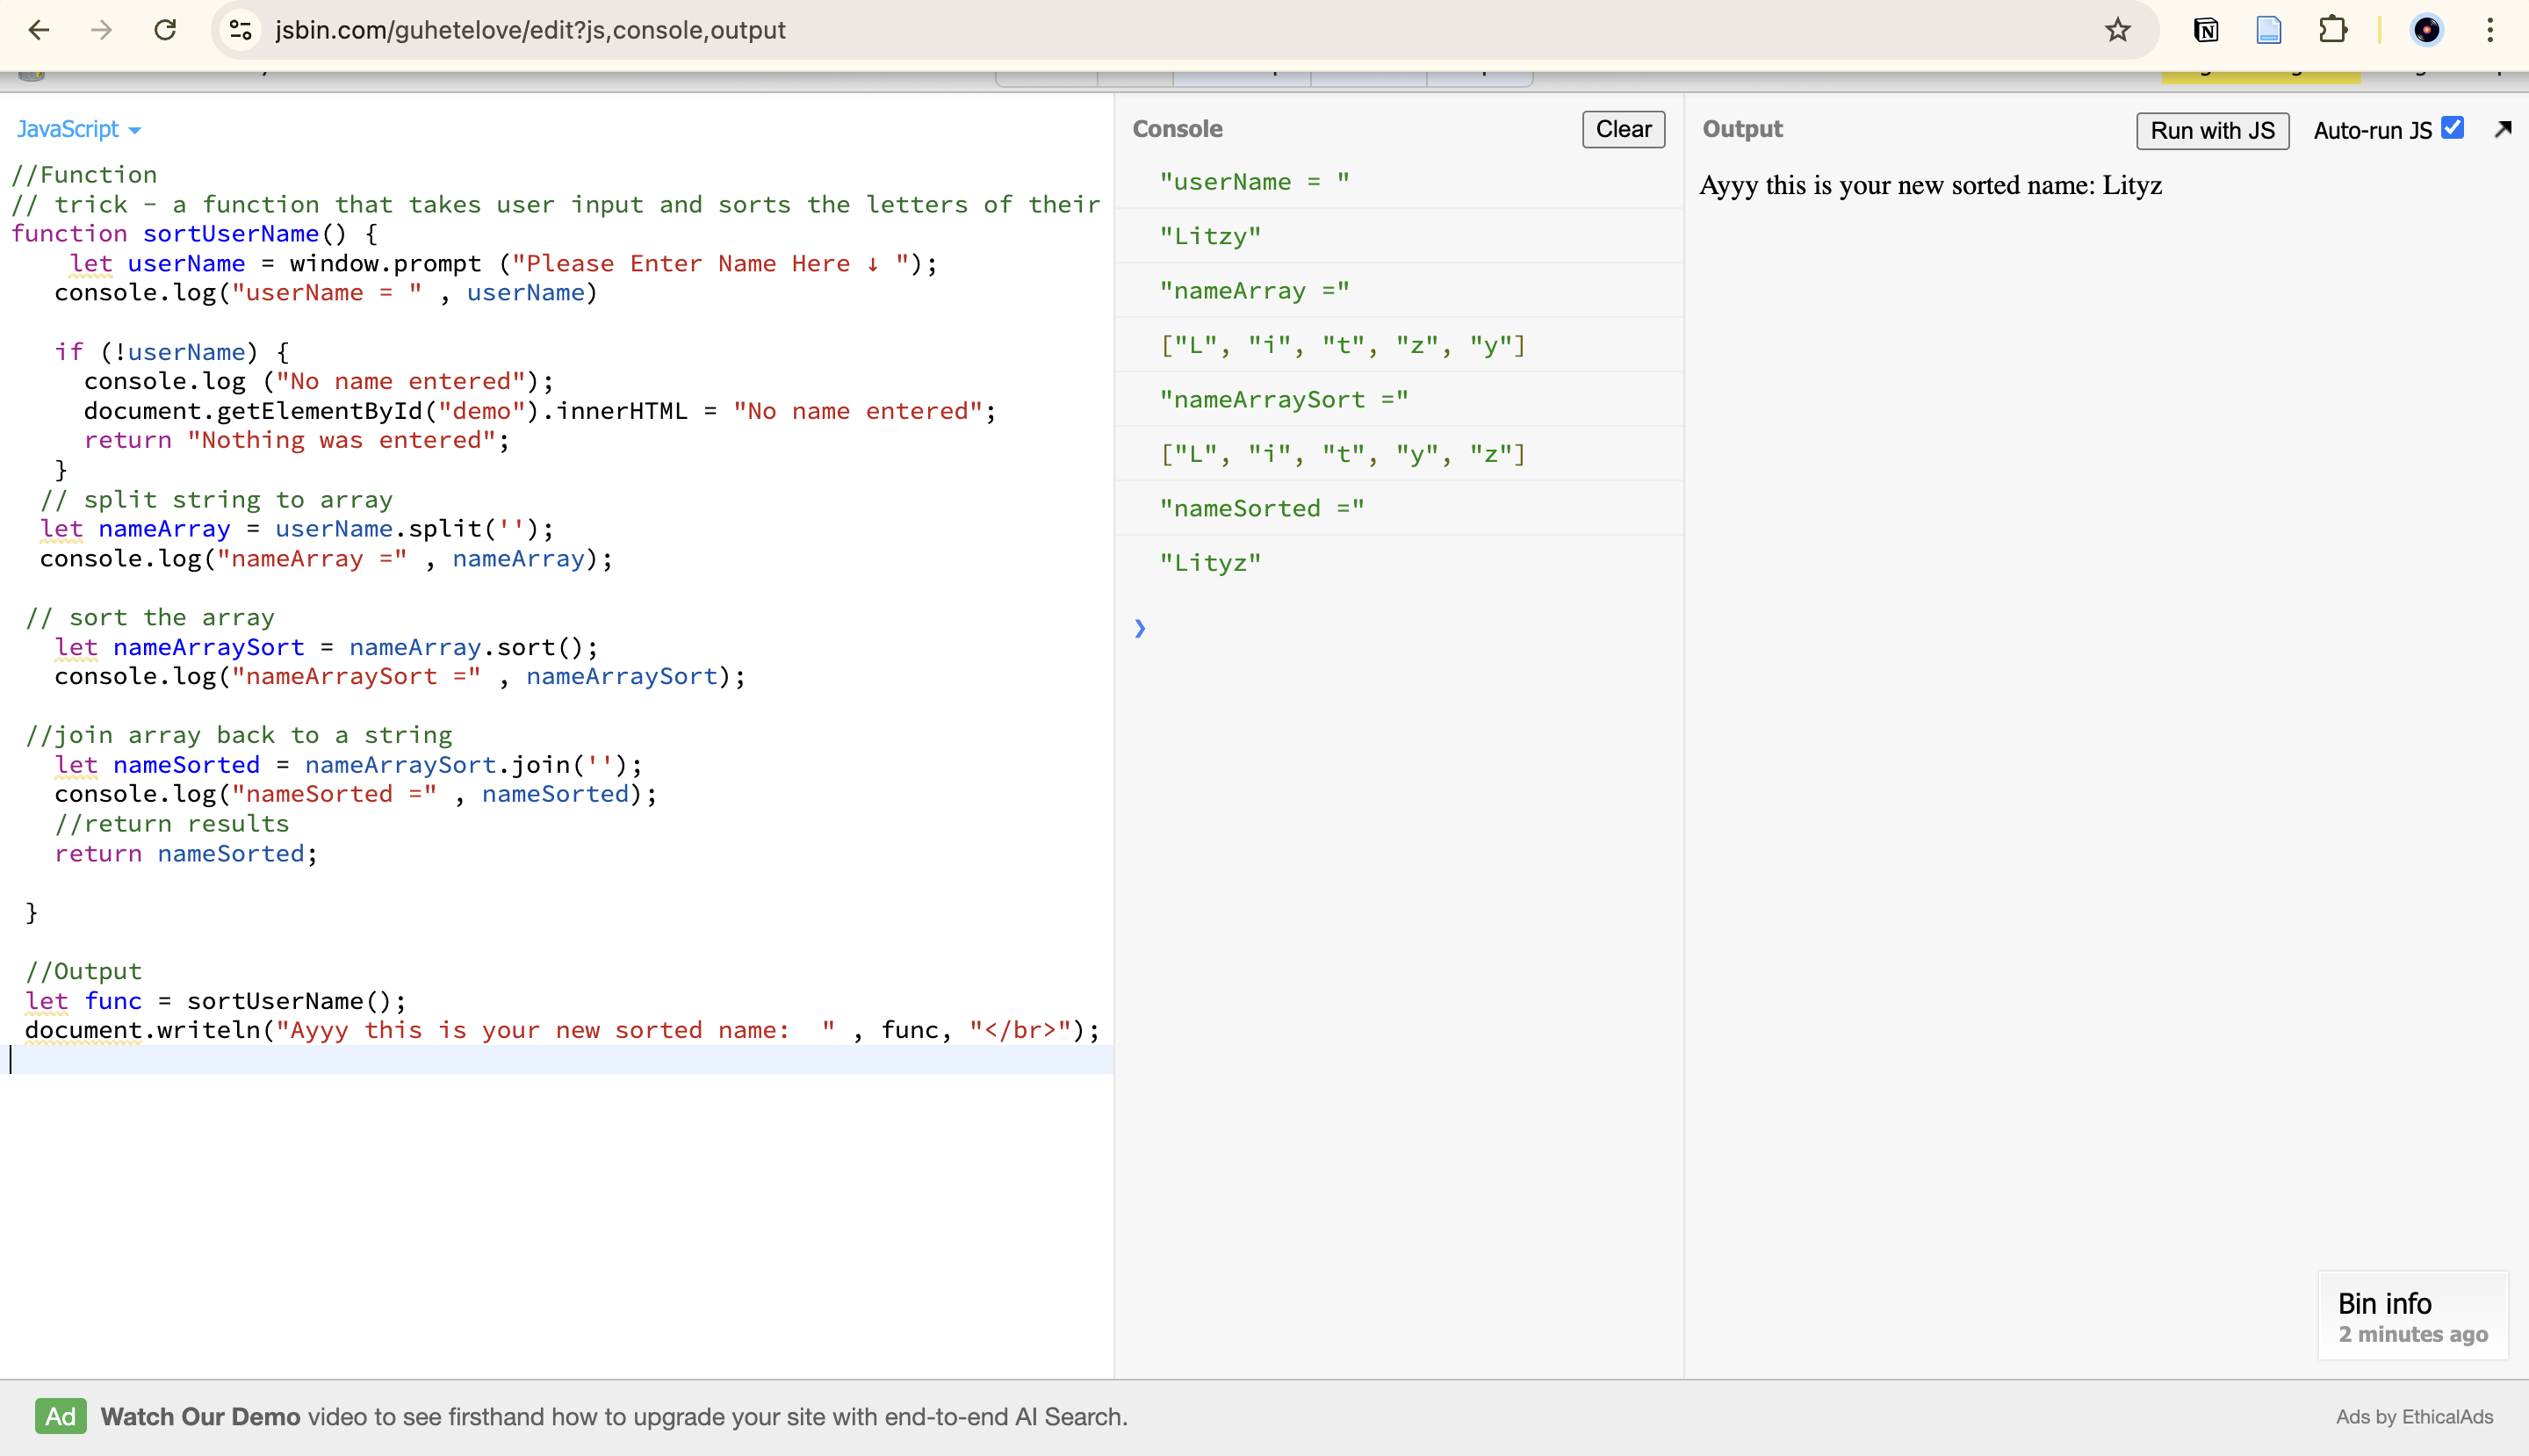 jsbin.com/guhetelove/edit?js,console,output
JavaScript
//Function
// trick - a function that takes user input and sorts the letters of their
function sortUserName() {
let userName = window.prompt ("Please Enter Name Here ↓ ");
console.log("userName = " , userName)
if (!userName) {
console.log ("No name entered");
document.getElementById("demo").innerHTML = "No name entered";
return "Nothing was entered";
}
// split string to array
let nameArray = userName.split('');
console.log("nameArray =" , nameArray);
// sort the array
let nameArraySort = nameArray.sort();
console.log("nameArraySort =" , nameArraySort);
//join array back to a string
let nameSorted = nameArraySort.join('');
console.log("nameSorted =" , nameSorted);
//return results
return nameSorted;
}
//Output
let func = sortUserName();
document.writeln("Ayyy this is your new sorted name:  " , func, "</br>");
Console
Clear
"userName = "
"Litzy"
"nameArray ="
["L", "i", "t", "z", "y"]
"nameArraySort ="
["L", "i", "t", "y", "z"]
"nameSorted ="
"Lityz"
❯
Output
Run with JS
Auto-run JS
Ayyy this is your new sorted name: Lityz
Bin info
2 minutes ago
Ad Watch Our Demo video to see firsthand how to upgrade your site with end-to-end AI Search.
Ads by EthicalAds